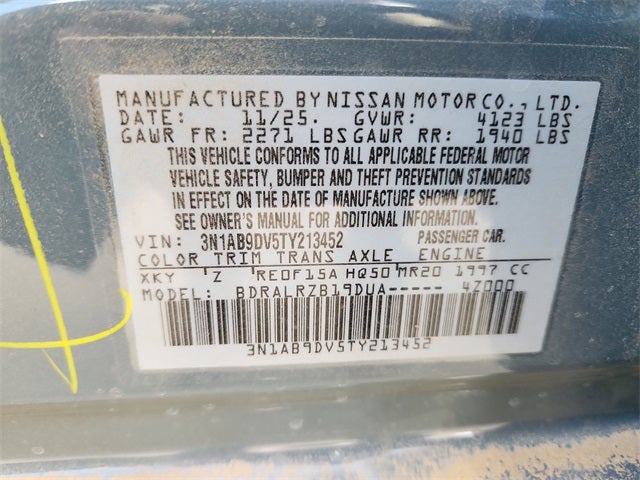 MANUFACTURED BY NISSAN MOTOR CO., LTD.
DATE: 11/25. GVWR: 4123 LBS
GAWR FR: 2271 LBS GAWR RR: 1940 LBS
THIS VEHICLE CONFORMS TO ALL APPLICABLE FEDERAL MOTOR
VEHICLE SAFETY, BUMPER AND THEFT PREVENTION STANDARDS
IN EFFECT ON THE DATE OF MANUFACTURE SHOWN ABOVE.
SEE OWNER'S MANUAL FOR ADDITIONAL INFORMATION.
VIN: 3N1AB9DV5TY213452 PASSENGER CAR.
COLOR TRIM TRANS AXLE ENGINE
XKY Z RE0F15A HQ50 MR20 1997 CC
MODEL: BDRALRZB19DUA----- 4Z000
3N1AB9DV5TY213452